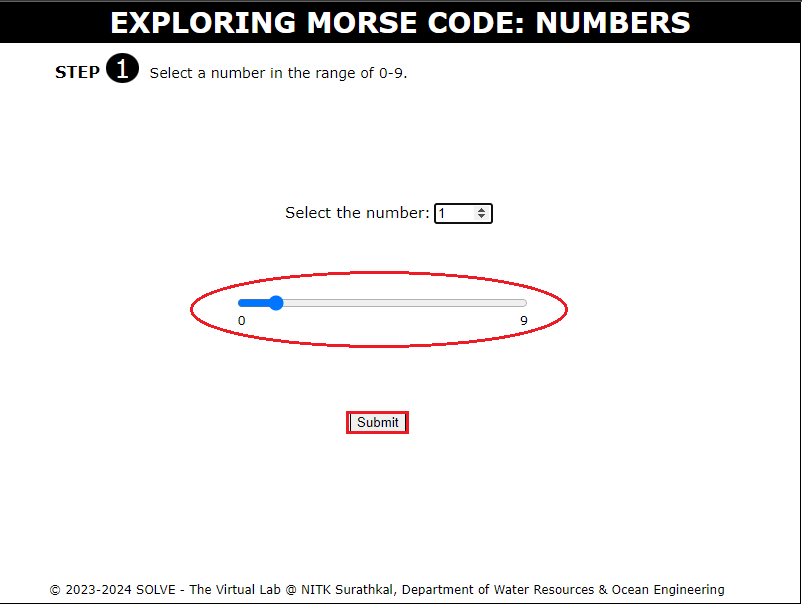 EXPLORING MORSE CODE: NUMBERS
STEP 1 Select a number in the range of 0-9.
Select the number: 1
0 9
Submit
© 2023-2024 SOLVE - The Virtual Lab @ NITK Surathkal, Department of Water Resources & Ocean Engineering